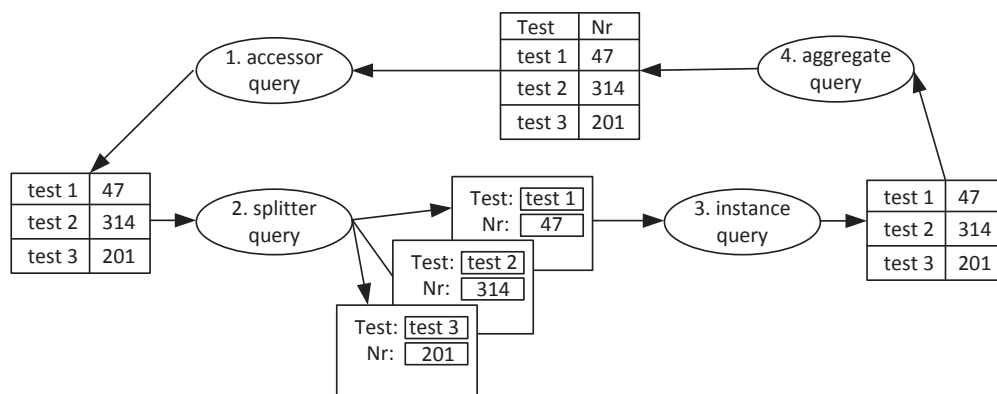 Test Nr
test 1 47
test 2 314
test 3 201
1. accessor
query
4. aggregate
query
test 1 47
test 2 314
test 3 201
2. splitter
query
Test: test 1
Nr: 47
Test: test 2
Nr: 314
Test: test 3
Nr: 201
3. instance
query
test 1 47
test 2 314
test 3 201